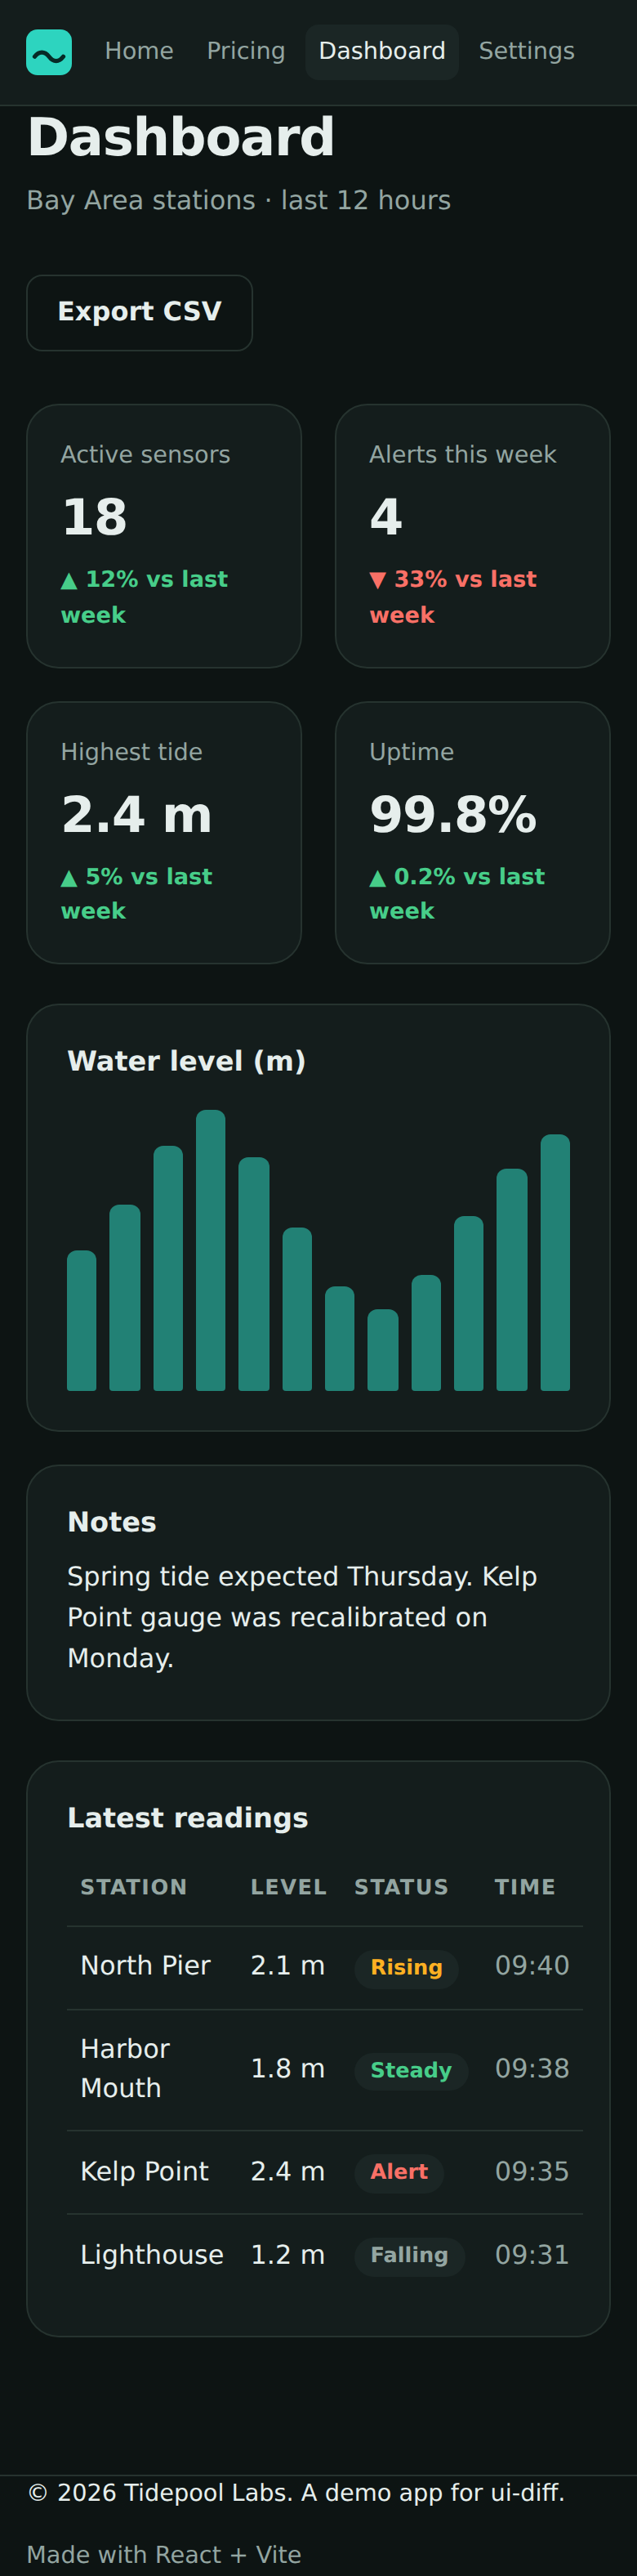 Home Pricing Dashboard Settings
Dashboard
Bay Area stations · last 12 hours
Export CSV
Active sensors
18
▲ 12% vs last
week
Alerts this week
4
▼ 33% vs last
week
Highest tide
2.4 m
▲ 5% vs last
week
Uptime
99.8%
▲ 0.2% vs last
week
Water level (m)
Notes
Spring tide expected Thursday. Kelp
Point gauge was recalibrated on
Monday.
Latest readings
STATION LEVEL STATUS TIME
North Pier 2.1 m Rising 09:40
Harbor
Mouth 1.8 m Steady 09:38
Kelp Point 2.4 m Alert 09:35
Lighthouse 1.2 m Falling 09:31
© 2026 Tidepool Labs. A demo app for ui-diff.
Made with React + Vite